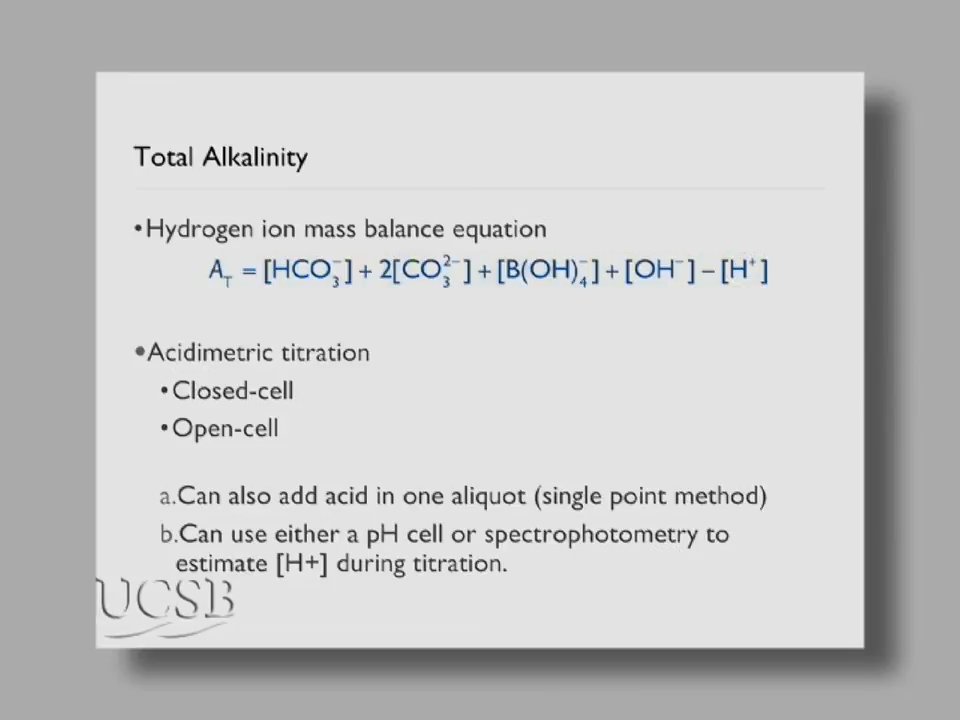 Total Alkalinity
•Hydrogen ion mass balance equation
A_T = [HCO₃⁻] + 2[CO₃²⁻] + [B(OH)₄⁻] + [OH⁻] – [H⁺]
•Acidimetric titration
•Closed-cell
•Open-cell
a.Can also add acid in one aliquot (single point method)
b.Can use either a pH cell or spectrophotometry to
estimate [H+] during titration.
UCSB